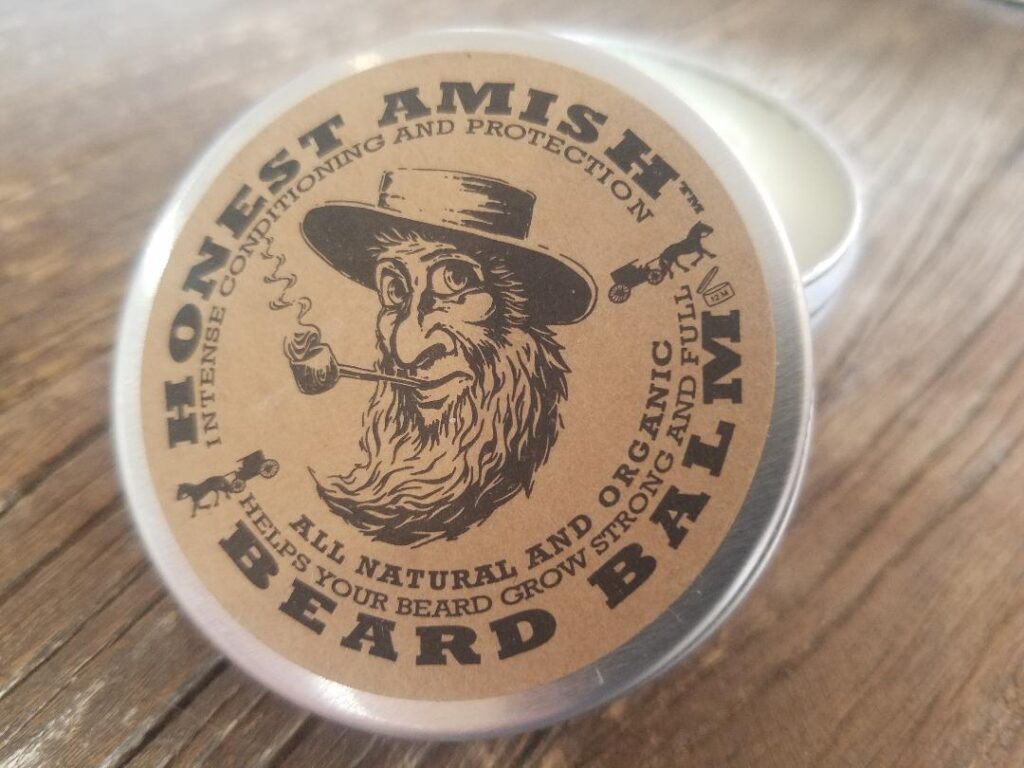 HONEST AMISH™
INTENSE CONDITIONING AND PROTECTION
12M
ALL NATURAL AND ORGANIC
HELPS YOUR BEARD GROW STRONG AND FULL
BEARD BALM